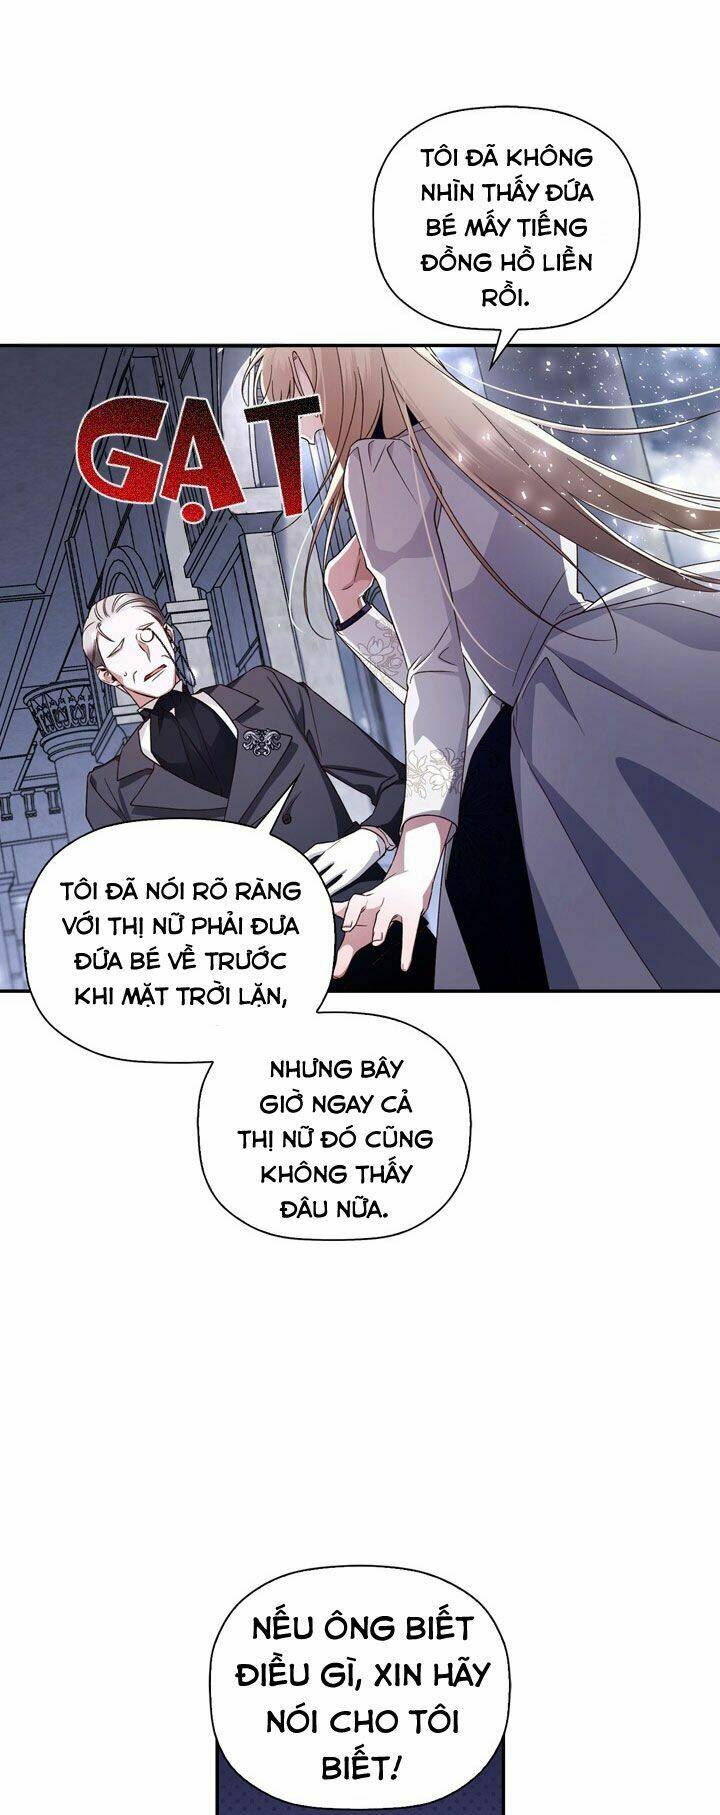 TÔI ĐÃ KHÔNG
NHÌN THẤY ĐỨA
BÉ MẤY TIẾNG
ĐỒNG HỒ LIỀN
RỒI.
GẠT
TÔI ĐÃ NÓI RÕ RÀNG
VỚI THỊ NỮ PHẢI ĐƯA
ĐỨA BÉ VỀ TRƯỚC
KHI MẶT TRỜI LẶN,
NHƯNG BÂY
GIỜ NGAY CẢ
THỊ NỮ ĐÓ CŨNG
KHÔNG THẤY
ĐÂU NỮA.
NẾU ÔNG BIẾT
ĐIỀU GÌ, XIN HÃY
NÓI CHO TÔI
BIẾT!